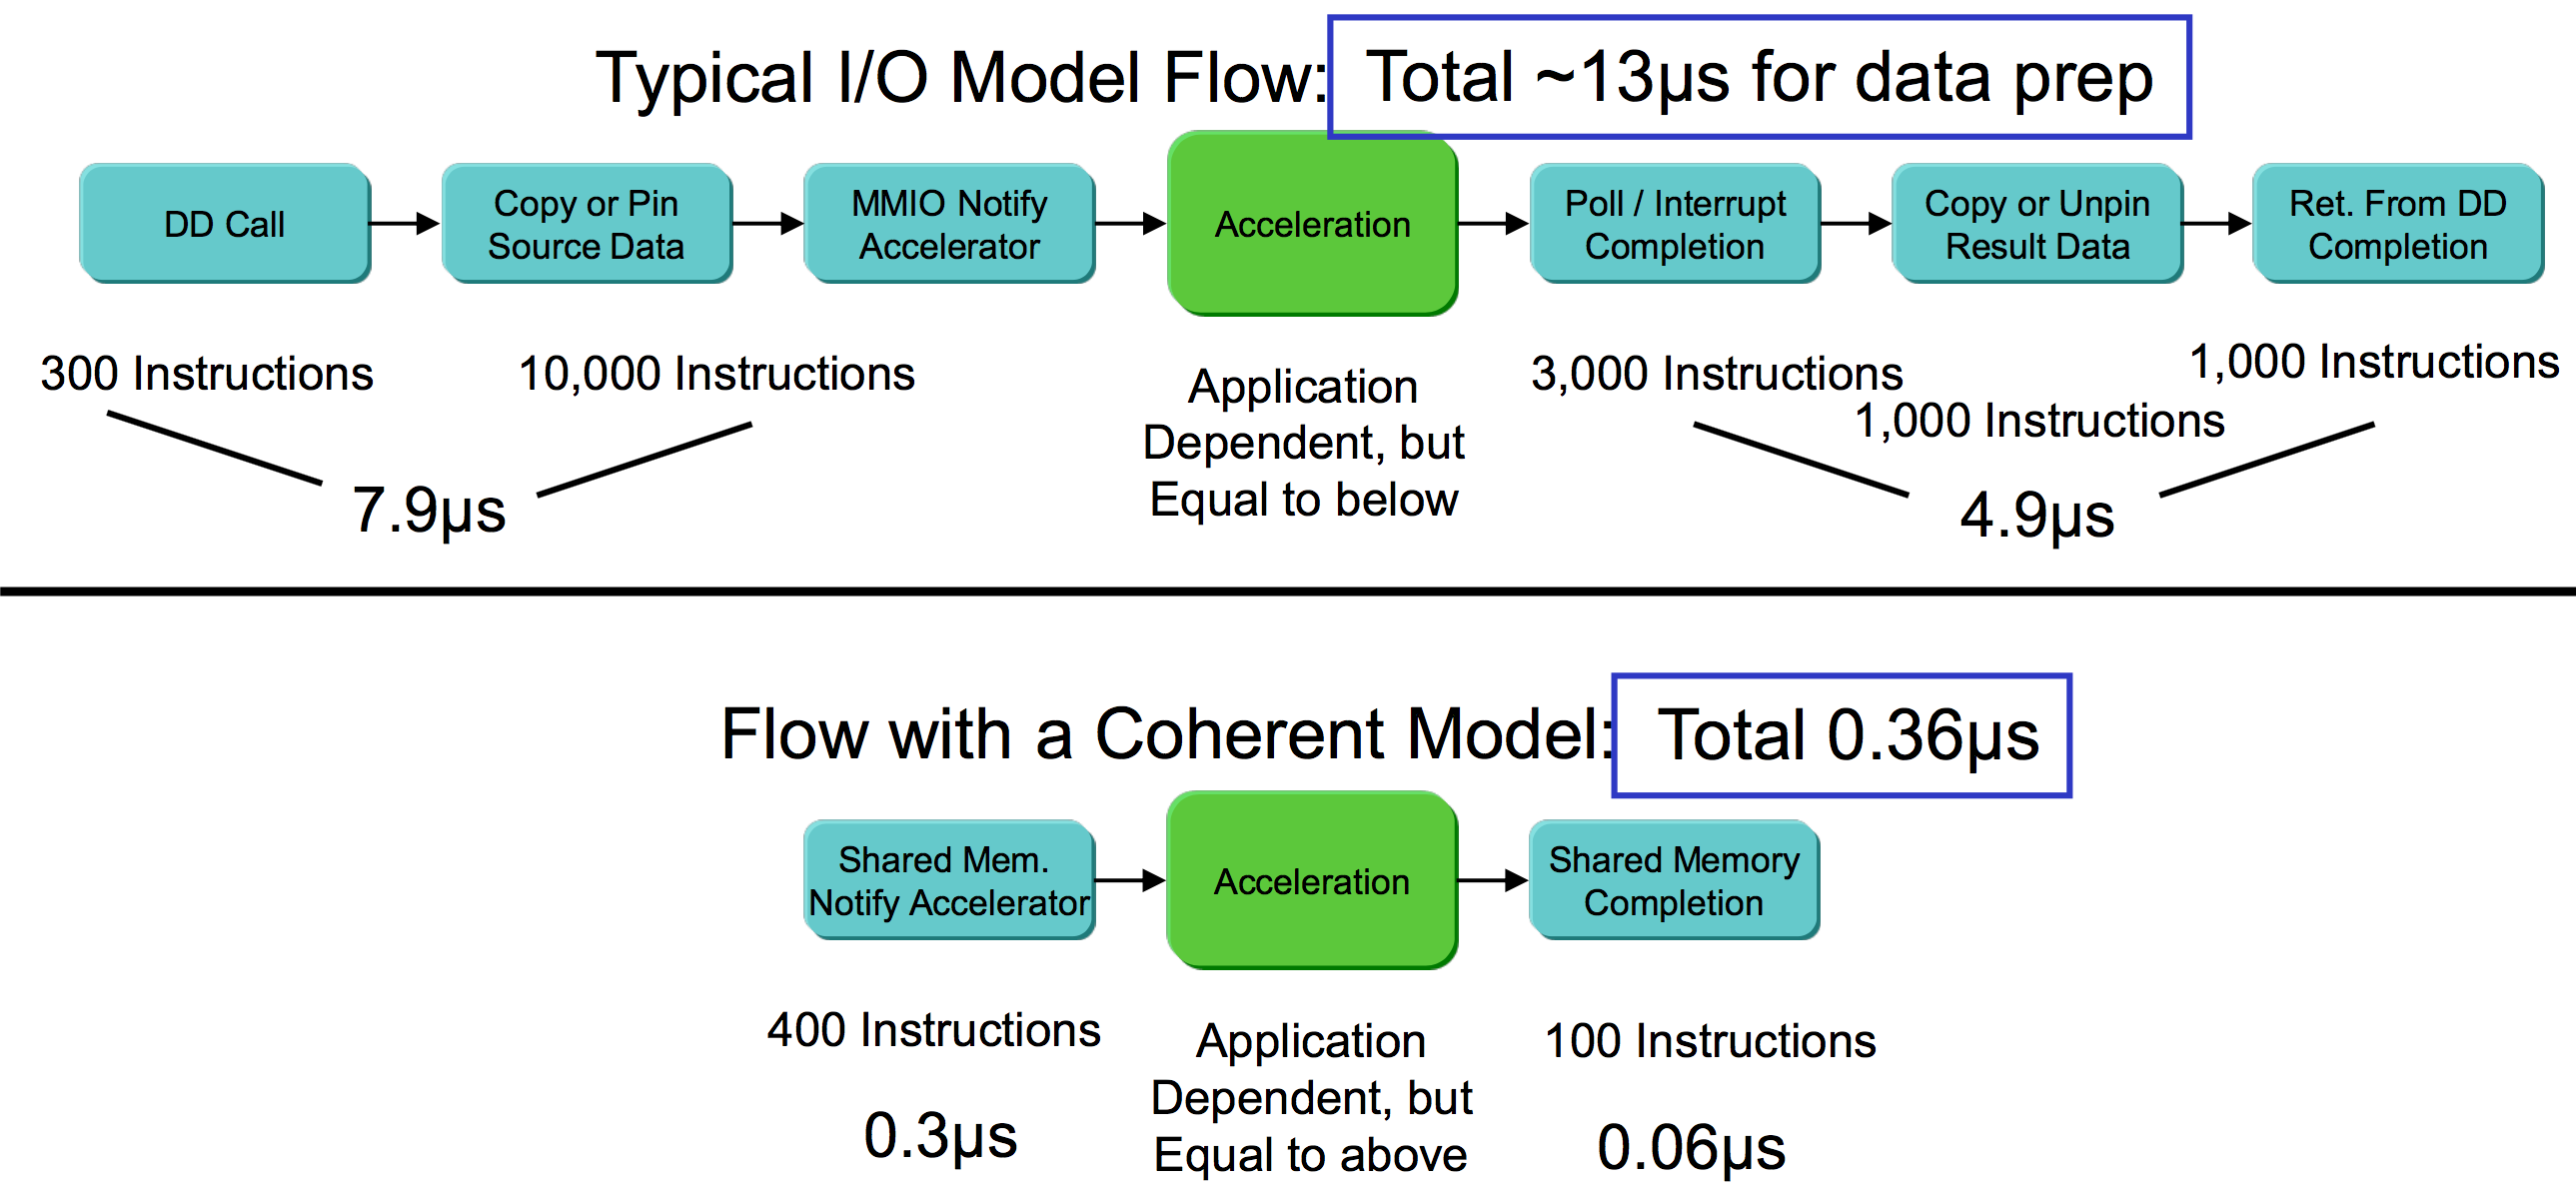 Typical I/O Model Flow: Total ~13µs for data prep
DD Call
Copy or Pin
Source Data
MMIO Notify
Accelerator
Acceleration
Poll / Interrupt
Completion
Copy or Unpin
Result Data
Ret. From DD
Completion
300 Instructions
10,000 Instructions
Application
Dependent, but
Equal to below
3,000 Instructions
1,000 Instructions
1,000 Instructions
7.9µs
4.9µs
Flow with a Coherent Model: Total 0.36µs
Shared Mem.
Notify Accelerator
Acceleration
Shared Memory
Completion
400 Instructions
Application
Dependent, but
Equal to above
100 Instructions
0.3µs
0.06µs